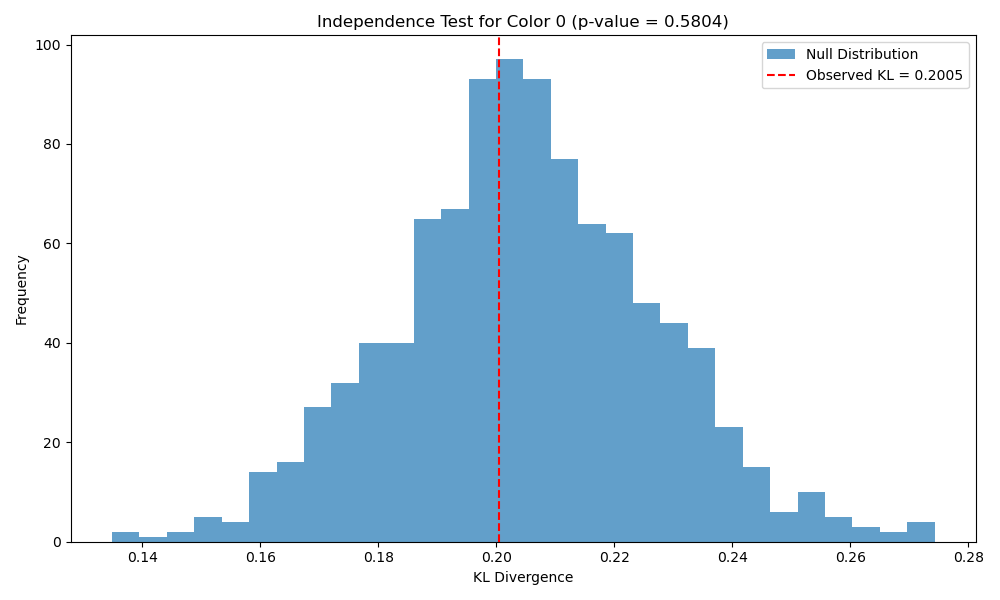 Independence Test for Color 0 (p-value = 0.5804)
Null Distribution
Observed KL = 0.2005
Frequency
100
80
60
40
20
0
0.14 0.16 0.18 0.20 0.22 0.24 0.26 0.28
KL Divergence